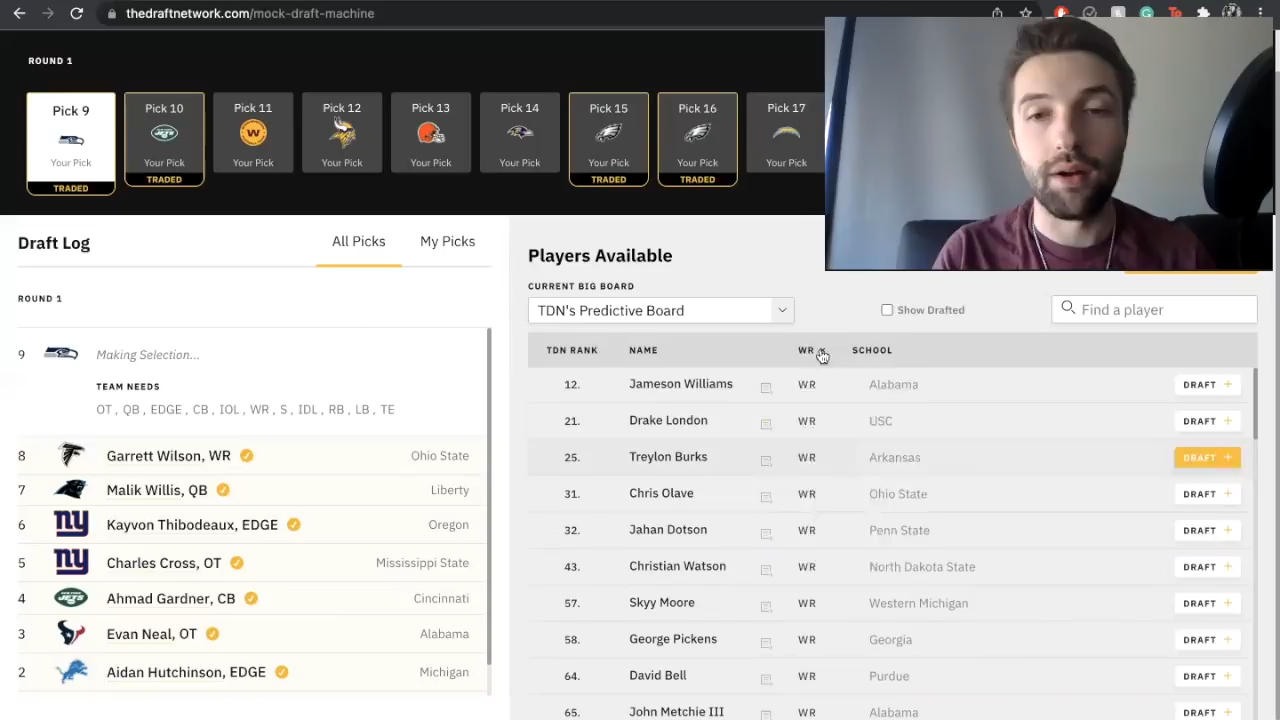 thedraftnetwork.com/mock-draft-machine
ROUND 1
Pick 9
Your Pick
TRADED
Pick 10
Your Pick
TRADED
Pick 11
Your Pick
Pick 12
Your Pick
Pick 13
Your Pick
Pick 14
Your Pick
Pick 15
Your Pick
TRADED
Pick 16
Your Pick
TRADED
Pick 17
Your Pick
Draft Log
All Picks
My Picks
ROUND 1
9 Making Selection...
TEAM NEEDS
OT , QB , EDGE , CB , IOL , WR , S , IDL , RB , LB , TE
8 Garrett Wilson, WR Ohio State
7 Malik Willis, QB Liberty
6 NY Kayvon Thibodeaux, EDGE Oregon
5 NY Charles Cross, OT Mississippi State
4 JETS Ahmad Gardner, CB Cincinnati
3 Evan Neal, OT Alabama
2 Aidan Hutchinson, EDGE Michigan
Players Available
CURRENT BIG BOARD
TDN's Predictive Board
Show Drafted
Find a player
TDN RANK NAME WR SCHOOL
12. Jameson Williams WR Alabama DRAFT +
21. Drake London WR USC DRAFT +
25. Treylon Burks WR Arkansas DRAFT +
31. Chris Olave WR Ohio State DRAFT +
32. Jahan Dotson WR Penn State DRAFT +
43. Christian Watson WR North Dakota State DRAFT +
57. Skyy Moore WR Western Michigan DRAFT +
58. George Pickens WR Georgia DRAFT +
64. David Bell WR Purdue DRAFT +
65. John Metchie III WR Alabama DRAFT +